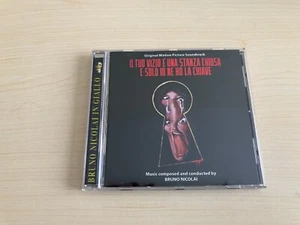 Original Motion Picture Soundtrack
IL TUO VIZIO È UNA STANZA CHIUSA
E SOLO IO NE HO LA CHIAVE
Music composed and conducted by
BRUNO NICOLAI
BRUNO NICOLAI IN GIALLO